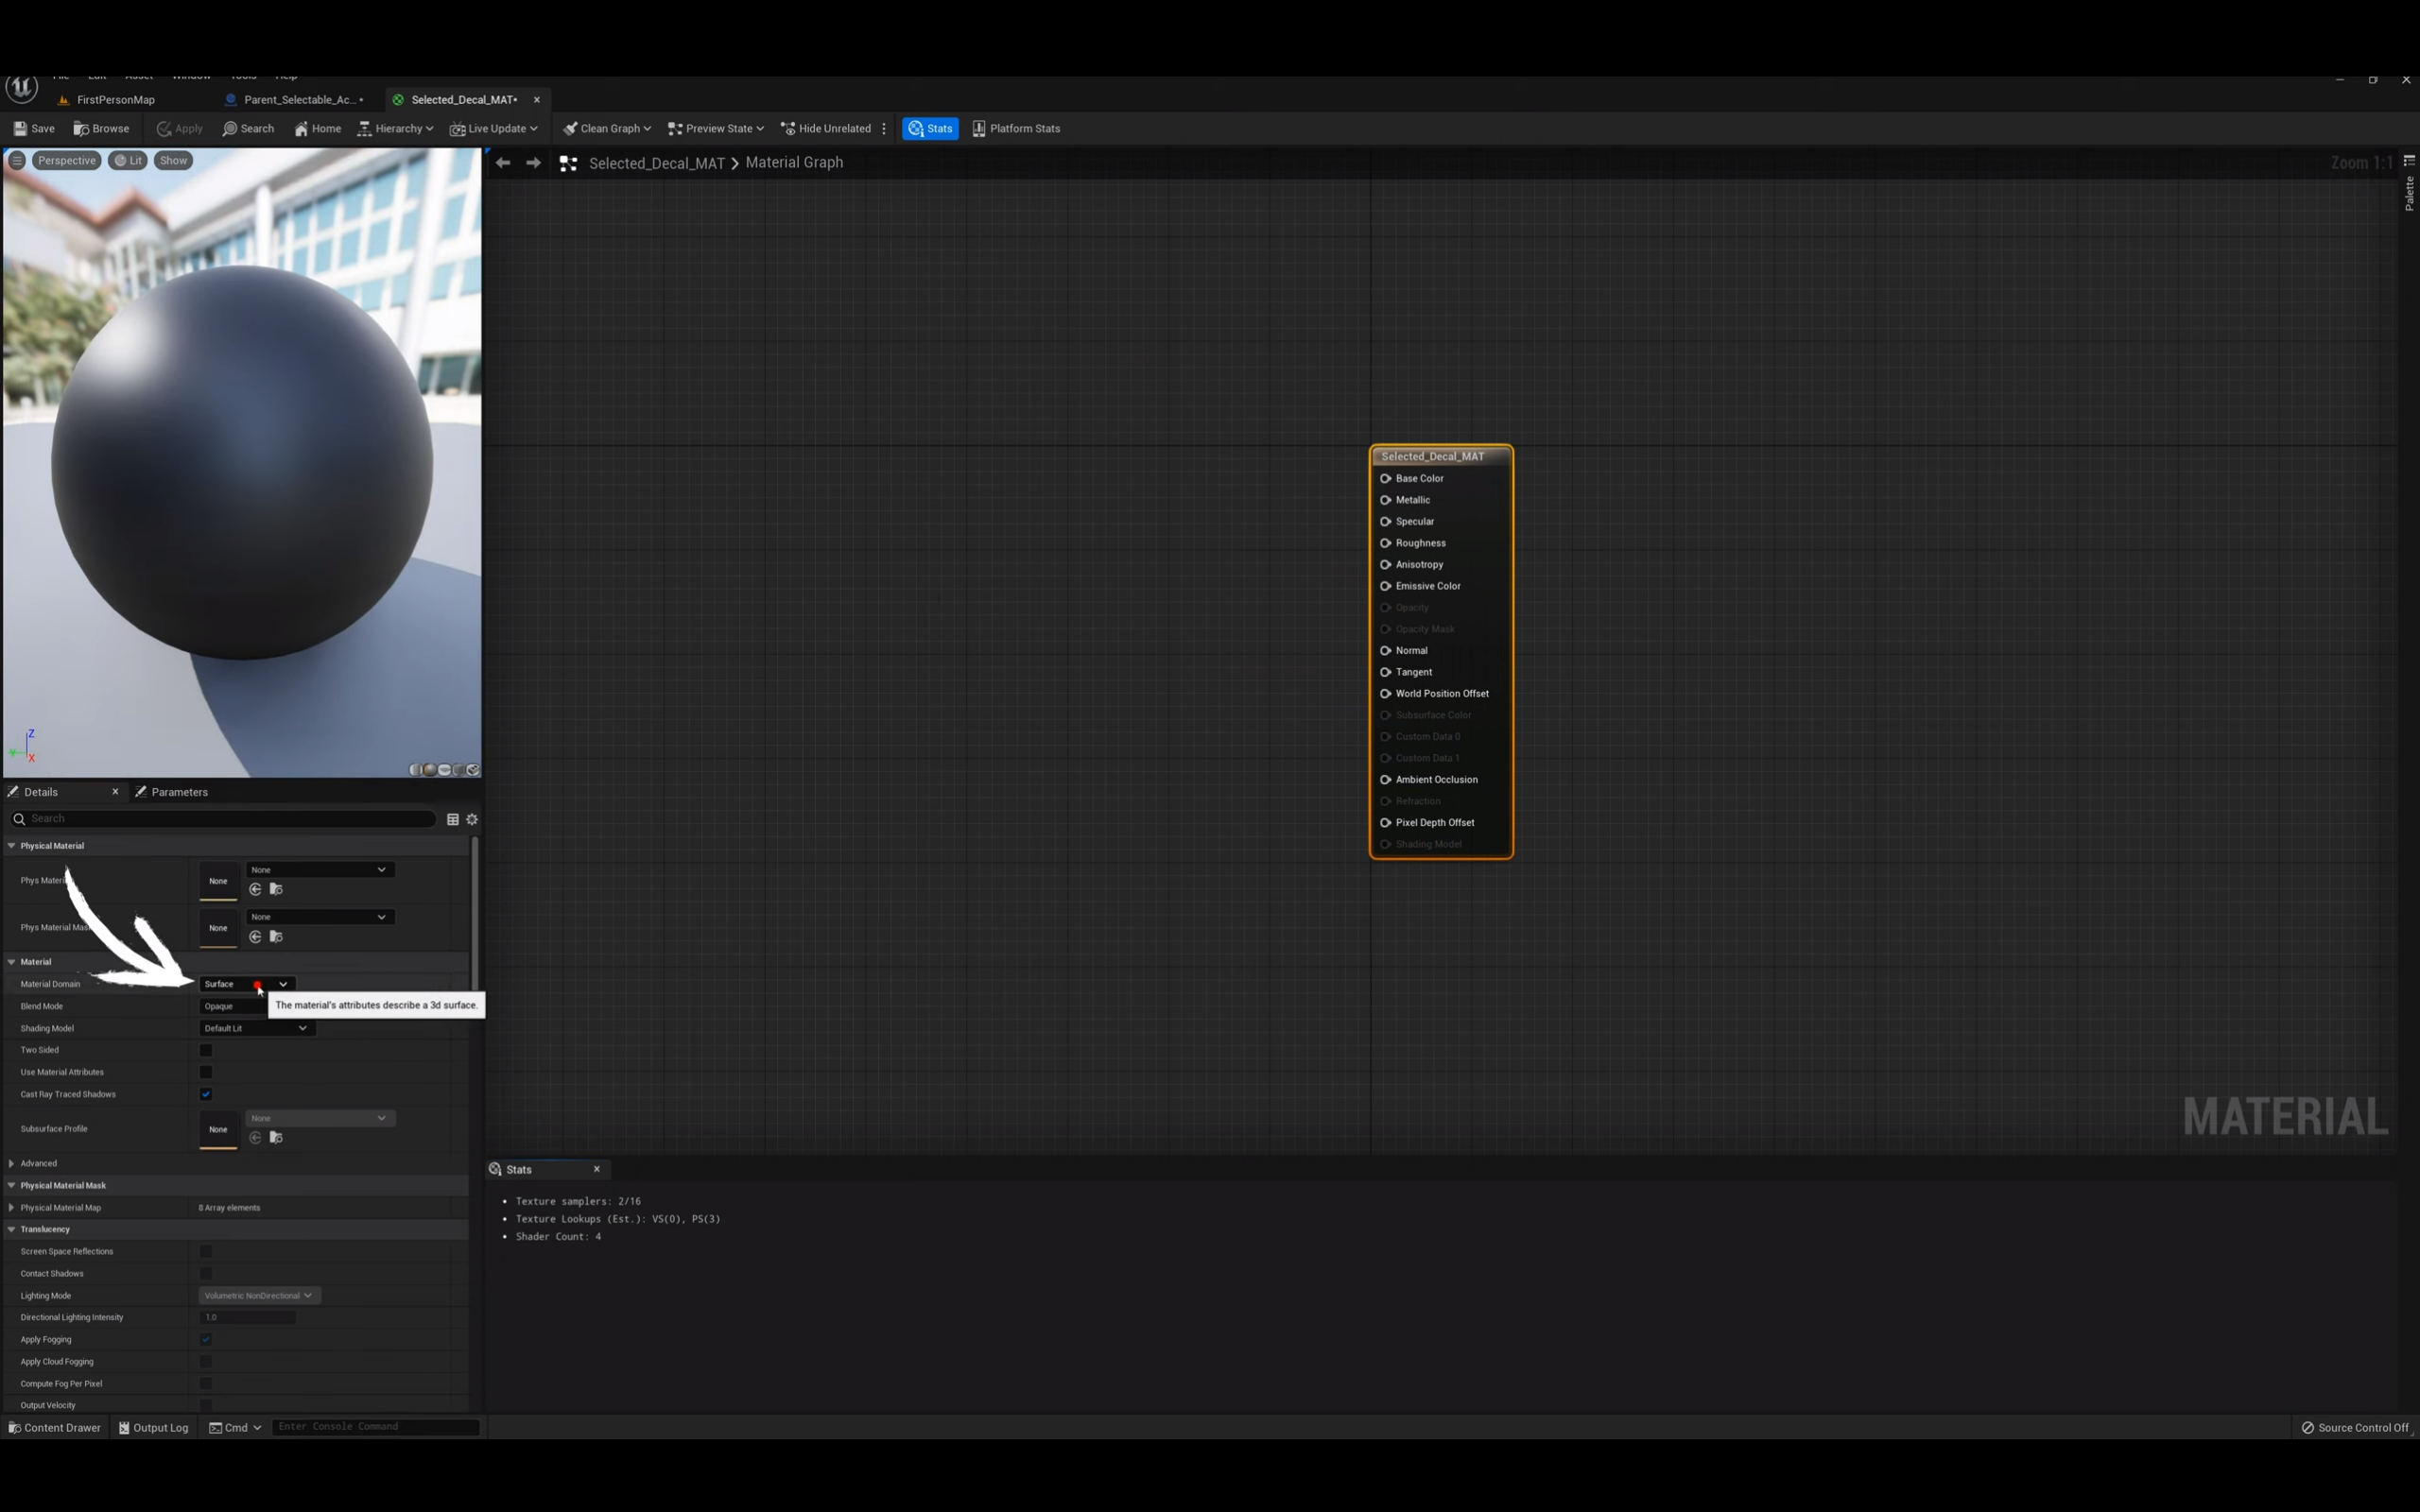 File Edit Asset Window Tools Help
FirstPersonMap Parent_Selectable_Ac... • Selected_Decal_MAT•
Save Browse Apply Search Home Hierarchy Live Update Clean Graph Preview State Hide Unrelated Stats Platform Stats
Perspective Lit Show
Selected_Decal_MAT > Material Graph Zoom 1:1
Palette
Selected_Decal_MAT
Base Color
Metallic
Specular
Roughness
Anisotropy
Emissive Color
Opacity
Opacity Mask
Normal
Tangent
World Position Offset
Subsurface Color
Custom Data 0
Custom Data 1
Ambient Occlusion
Refraction
Pixel Depth Offset
Shading Model
MATERIAL
Z
Y
X
Details Parameters
Search
Physical Material
Phys Material None None
Phys Material Mask None None
Material
Material Domain Surface
Blend Mode Opaque
The material's attributes describe a 3d surface.
Shading Model Default Lit
Two Sided
Use Material Attributes
Cast Ray Traced Shadows
Subsurface Profile None None
Advanced
Physical Material Mask
Physical Material Map 8 Array elements
Translucency
Screen Space Reflections
Contact Shadows
Lighting Mode Volumetric NonDirectional
Directional Lighting Intensity 1.0
Apply Fogging
Apply Cloud Fogging
Compute Fog Per Pixel
Output Velocity
Stats
• Texture samplers: 2/16
• Texture Lookups (Est.): VS(0), PS(3)
• Shader Count: 4
Content Drawer Output Log Cmd Enter Console Command Source Control Off